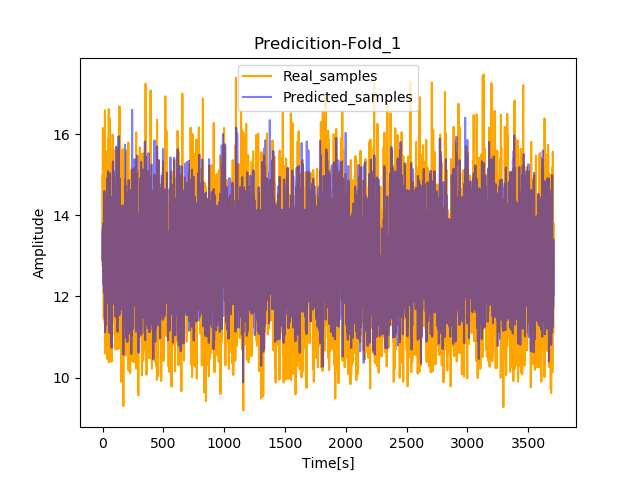 Predicition-Fold_1
Real_samples
Predicted_samples
Amplitude
16
14
12
10
0 500 1000 1500 2000 2500 3000 3500
Time[s]